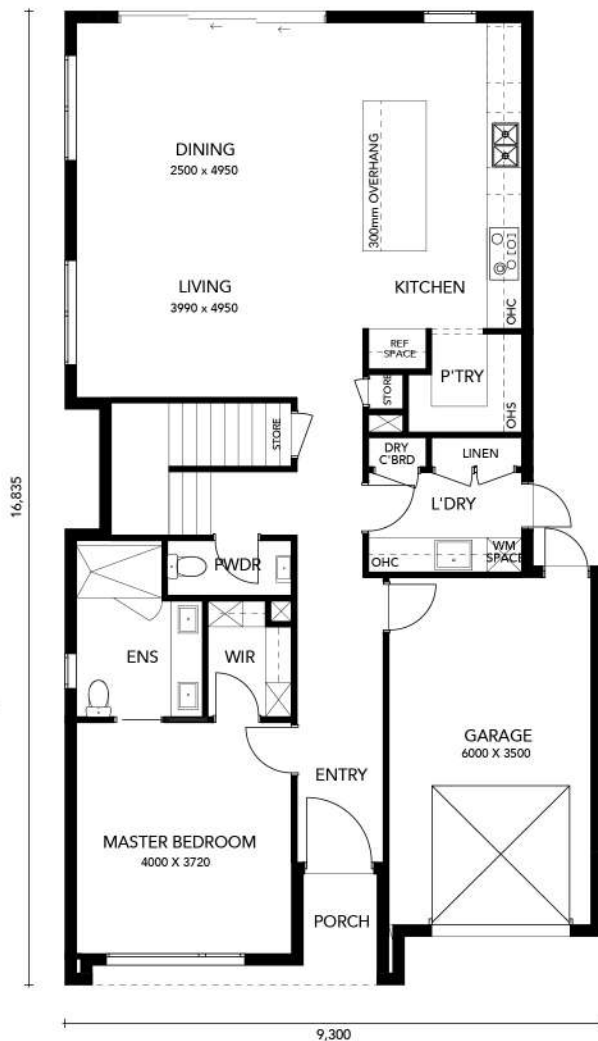 DINING
2500 x 4950
300mm OVERHANG
LIVING
3990 x 4950
KITCHEN
OHC
REF
SPACE
P'TRY
STORE
OHS
STORE
DRY
C'BRD
LINEN
L'DRY
16,835
OHC
WM
SPACE
PWDR
ENS
WIR
GARAGE
6000 X 3500
ENTRY
MASTER BEDROOM
4000 X 3720
PORCH
9,300